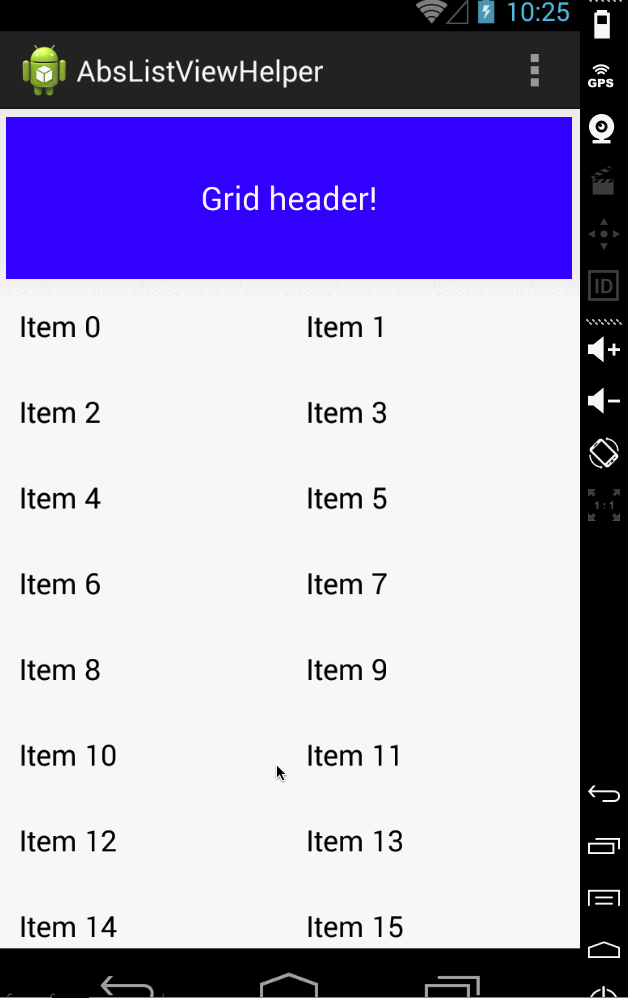 10:25
AbsListViewHelper
GPS
Grid header!
ID
Item 0 Item 1
Item 2 Item 3
Item 4 Item 5
1:1
Item 6 Item 7
Item 8 Item 9
Item 10 Item 11
Item 12 Item 13
Item 14 Item 15